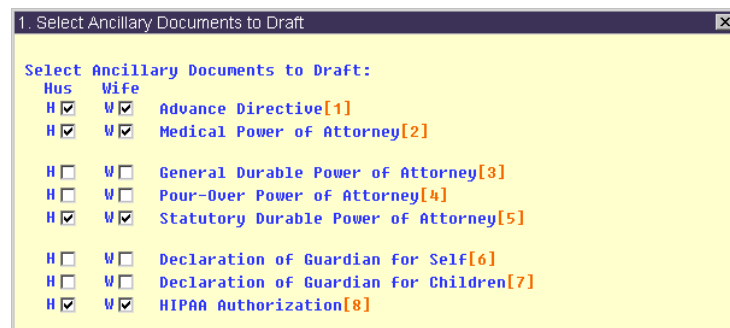 1. Select Ancillary Documents to Draft
Select Ancillary Documents to Draft:
Hus Wife
H W Advance Directive[1]
H W Medical Power of Attorney[2]
H W General Durable Power of Attorney[3]
H W Pour-Over Power of Attorney[4]
H W Statutory Durable Power of Attorney[5]
H W Declaration of Guardian for Self[6]
H W Declaration of Guardian for Children[7]
H W HIPAA Authorization[8]